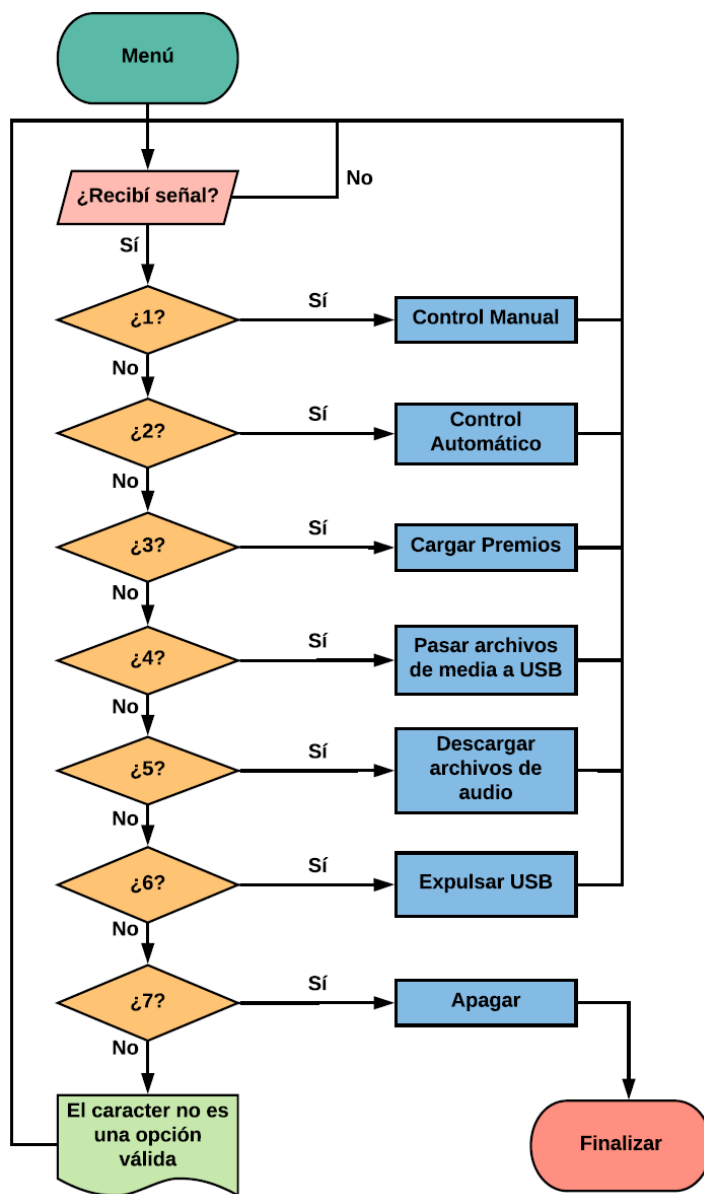 Menú
¿Recibí señal?
No
Sí
¿1?
Sí
Control Manual
No
¿2?
Sí
Control
Automático
No
¿3?
Sí
Cargar Premios
No
¿4?
Sí
Pasar archivos
de media a USB
No
¿5?
Sí
Descargar
archivos de
audio
No
¿6?
Sí
Expulsar USB
No
¿7?
Sí
Apagar
No
El caracter no es
una opción
válida
Finalizar